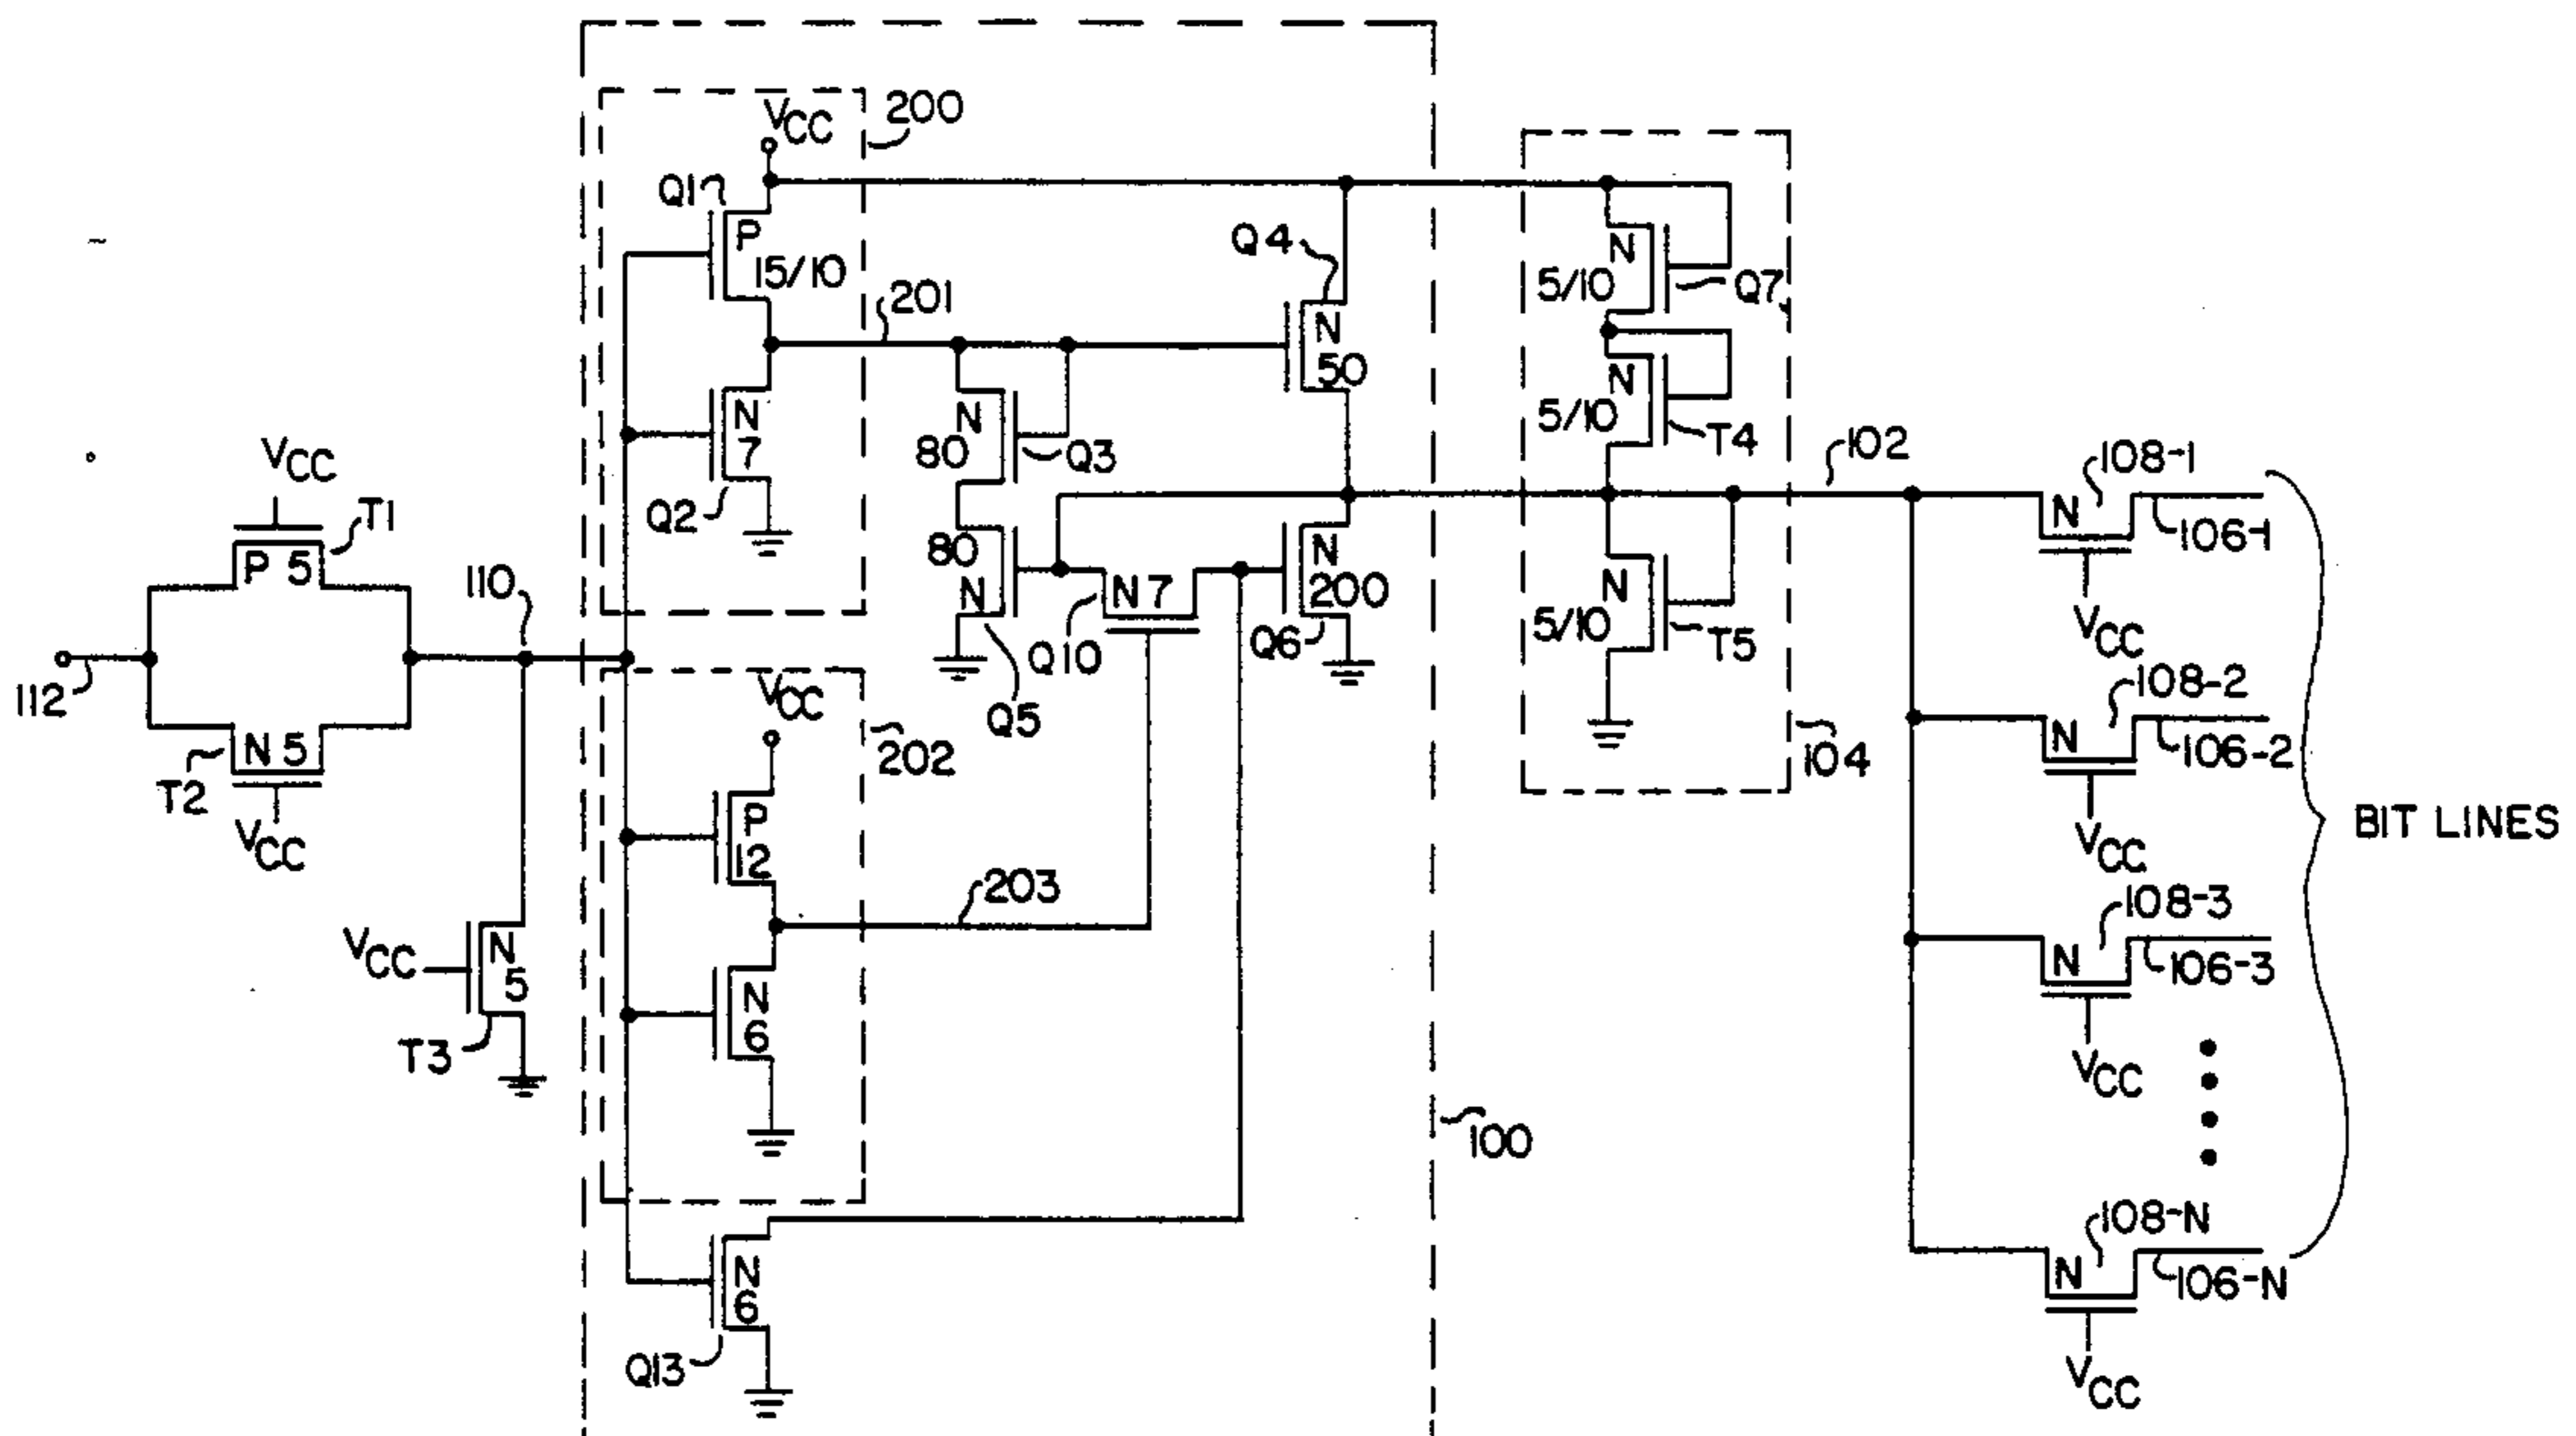 200
VCC
Q1
P
15/10
201
Q4
N
50
N
5/10
Q7
N
5/10
T4
102
108-1
N
106-1
VCC
N
7
Q2
N
80
Q3
80
N
Q5
N 7
Q10
N
200
Q6
N
5/10
T5
104
VCC
T1
P 5
110
112
T2
N 5
VCC
108-2
N
106-2
VCC
BIT LINES
VCC
202
P
12
203
N
6
VCC
N
5
T3
108-3
N
106-3
VCC
100
108-N
N
106-N
VCC
N
6
Q13